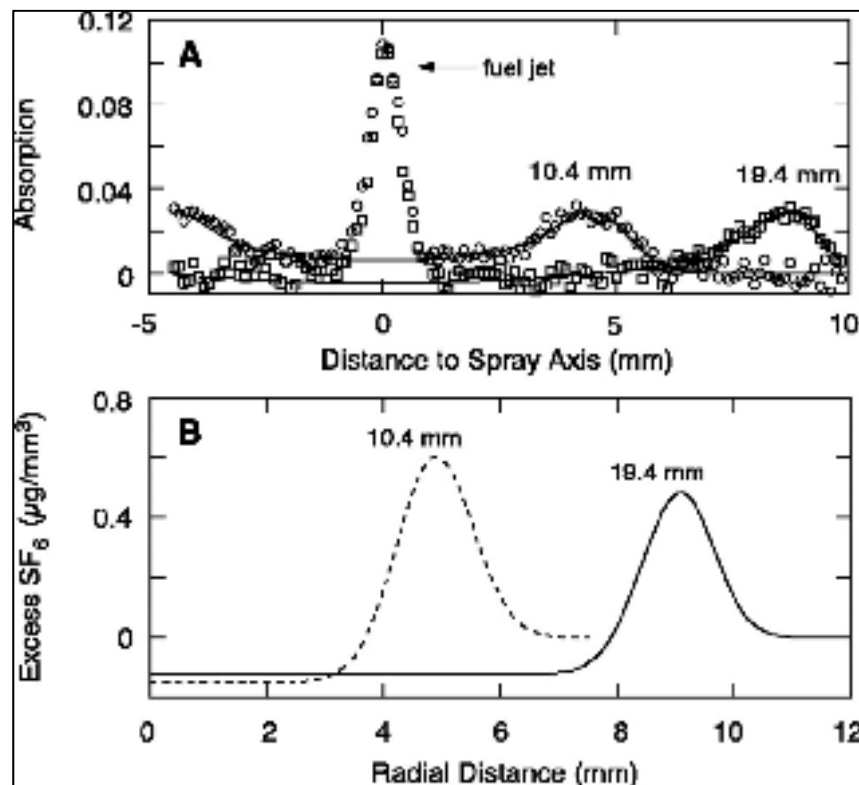 0.12
A
fuel jet
0.08
0.04
0
10.4 mm
19.4 mm
Absorption
-5
0
5
10
Distance to Spray Axis (mm)
0.8
B
10.4 mm
19.4 mm
0.4
0
Excess SF6 (µg/mm³)
0
2
4
6
8
10
12
Radial Distance (mm)